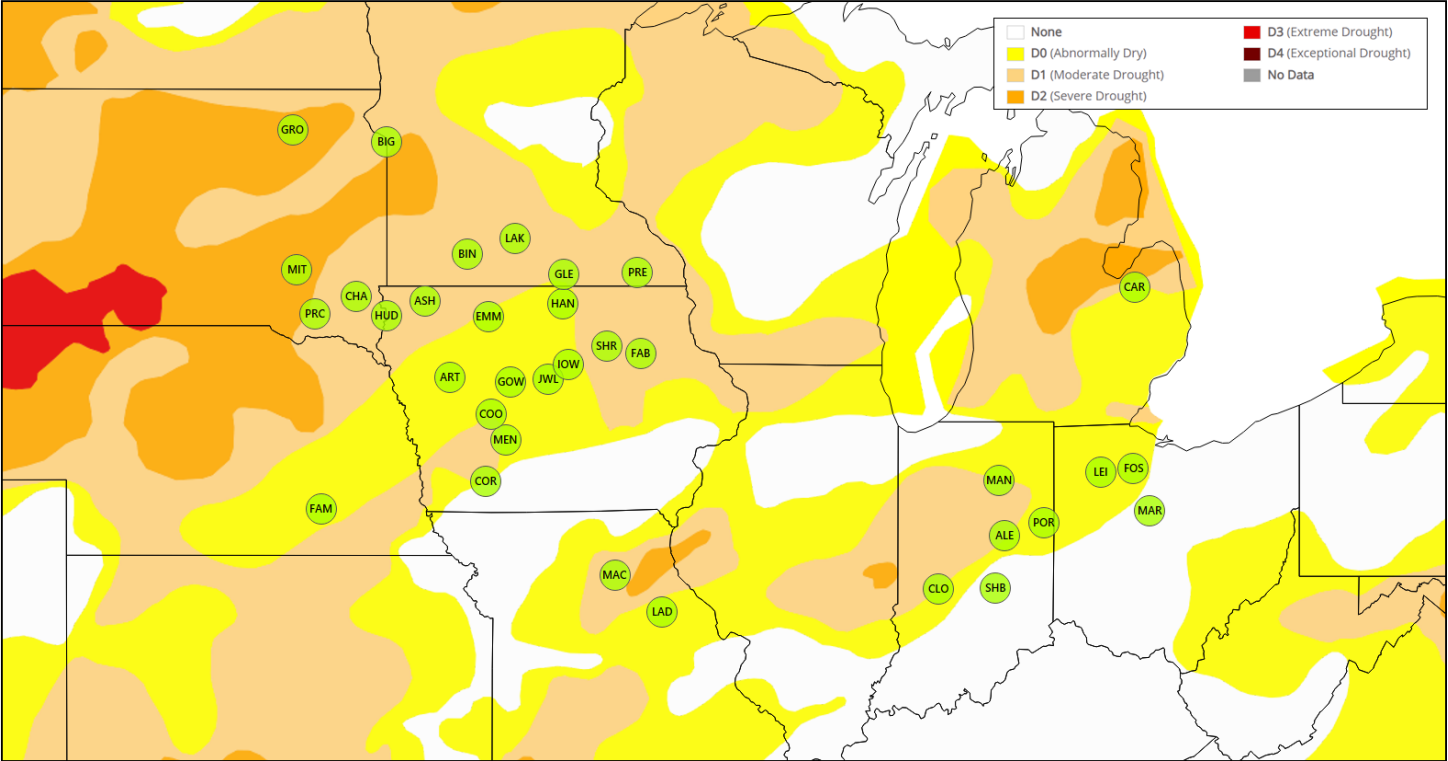 None
D0 (Abnormally Dry)
D1 (Moderate Drought)
D2 (Severe Drought)
D3 (Extreme Drought)
D4 (Exceptional Drought)
No Data
GRO
BIG
LAK
BIN
MIT
GLE
PRE
CHA
ASH
HAN
PRC
HUD
EMM
CAR
SHR
FAB
IOW
ART
GOW
JWL
COO
MEN
COR
MAN
LEI
FOS
FAM
POR
MAR
ALE
MAC
CLO
SHB
LAD